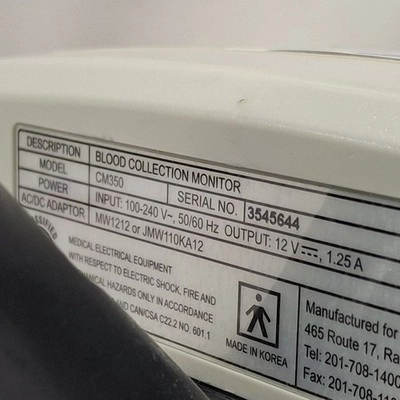 DESCRIPTION BLOOD COLLECTION MONITOR
MODEL CM350 SERIAL NO. 3545644
POWER INPUT: 100-240 V~, 50/60 Hz OUTPUT: 12 V⎓, 1.25 A
AC/DC ADAPTOR MW1212 or JMW110KA12
MEDICAL ELECTRICAL EQUIPMENT
WITH RESPECT TO ELECTRIC SHOCK, FIRE AND
HAZARDS ONLY IN ACCORDANCE
AND CAN/CSA C22.2 NO. 601.1
MADE IN KOREA
Manufactured for
465 Route 17,
Tel: 201-708-1400
Fax: 201-708-